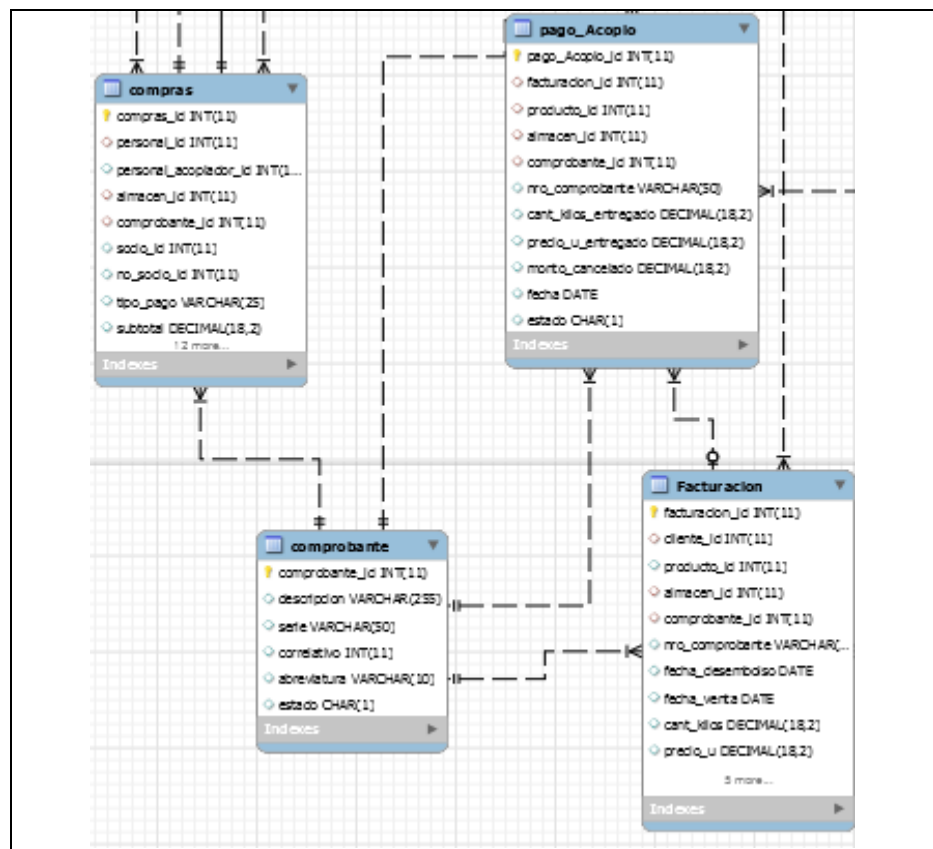 compras
compras_id INT(11)
personal_id INT(11)
personal_acopiador_id INT(1...
almacen_id INT(11)
comprobante_id INT(11)
socio_id INT(11)
no_socio_id INT(11)
tipo_pago VARCHAR(25)
subtotal DECIMAL(18,2)
12 more...
Indexes
pago_Acopio
pago_Acopio_id INT(11)
facturacion_id INT(11)
producto_id INT(11)
almacen_id INT(11)
comprobante_id INT(11)
nro_comprobante VARCHAR(50)
cant_kilos_entregado DECIMAL(18,2)
precio_u_entregado DECIMAL(18,2)
monto_cancelado DECIMAL(18,2)
fecha DATE
estado CHAR(1)
Indexes
comprobante
comprobante_id INT(11)
descripcion VARCHAR(255)
serie VARCHAR(50)
correlativo INT(11)
abreviatura VARCHAR(10)
estado CHAR(1)
Indexes
Facturacion
facturacion_id INT(11)
cliente_id INT(11)
producto_id INT(11)
almacen_id INT(11)
comprobante_id INT(11)
nro_comprobante VARCHAR(...
fecha_desembolso DATE
fecha_venta DATE
cant_kilos DECIMAL(18,2)
precio_u DECIMAL(18,2)
5 more...
Indexes